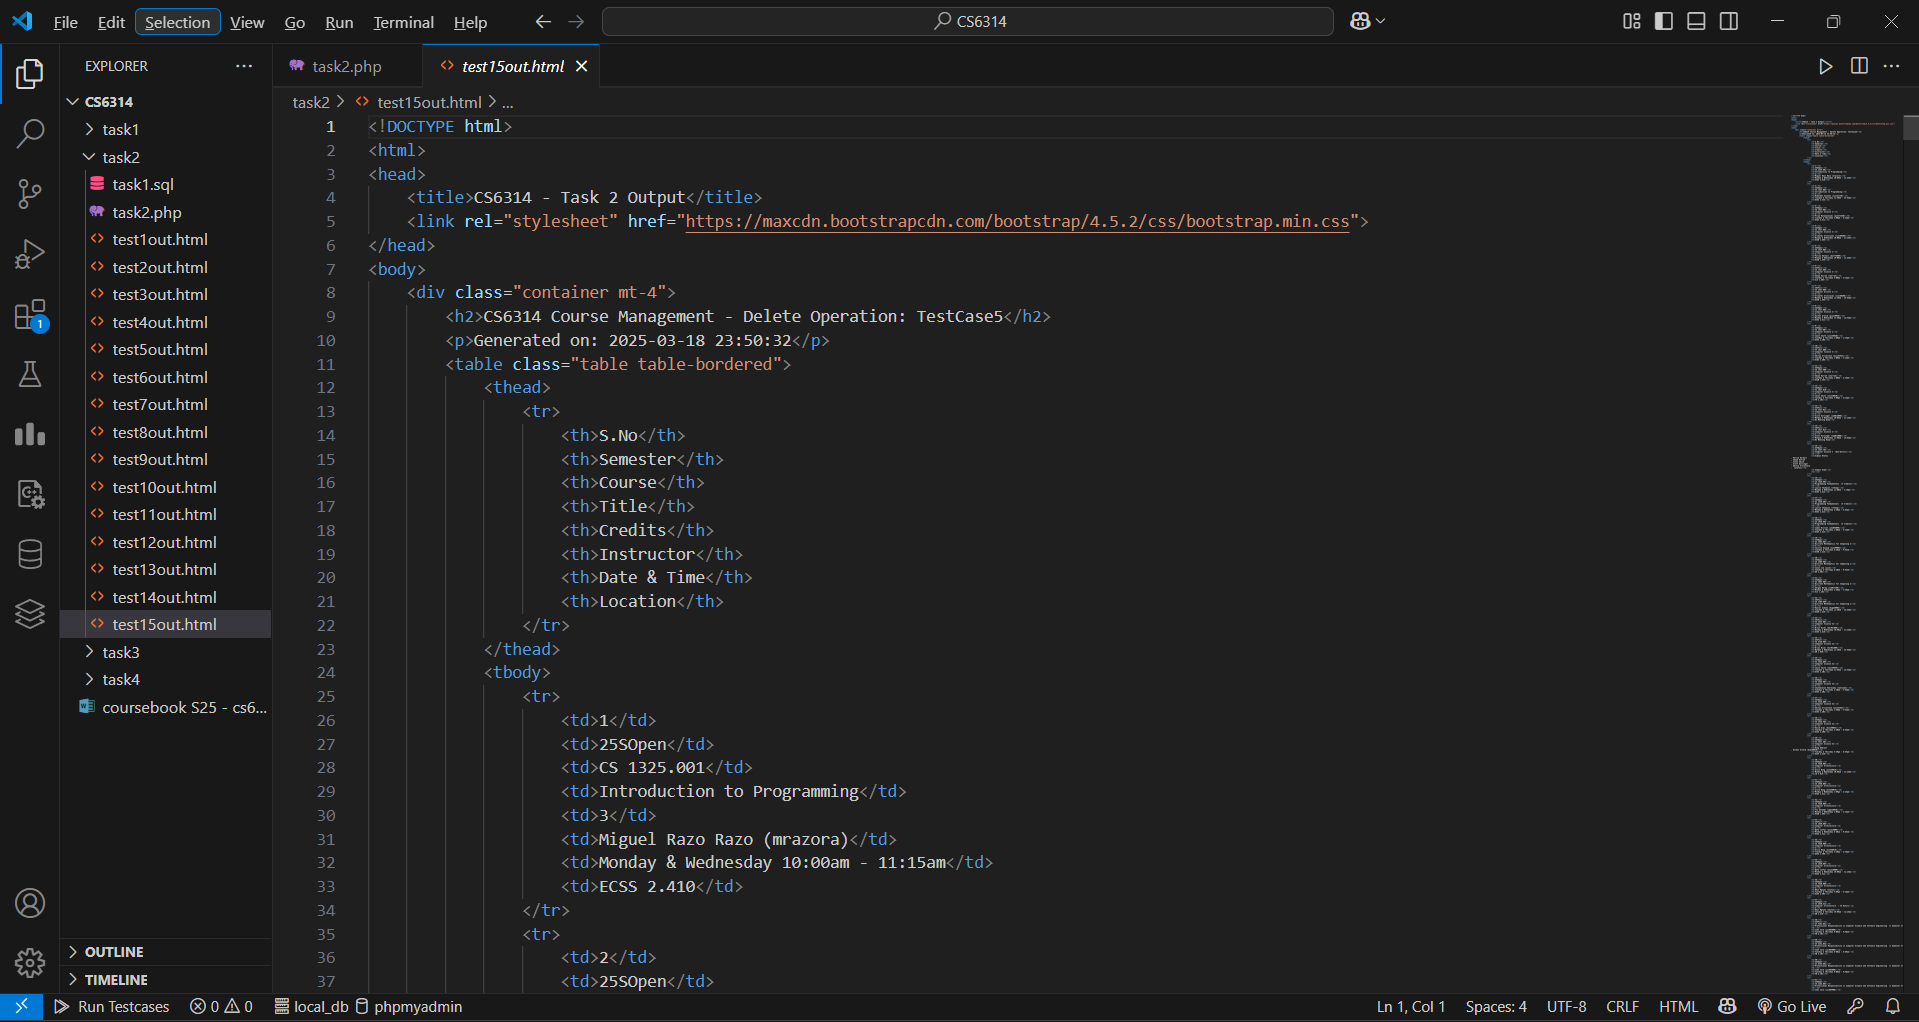 File Edit Selection View Go Run Terminal Help
CS6314
EXPLORER
task2.php
test15out.html
CS6314
task1
task2
task1.sql
task2.php
test1out.html
test2out.html
test3out.html
test4out.html
test5out.html
test6out.html
test7out.html
test8out.html
test9out.html
test10out.html
test11out.html
test12out.html
test13out.html
test14out.html
test15out.html
task3
task4
coursebook S25 - cs6...
OUTLINE
TIMELINE
1
task2 > test15out.html > ...
1 <!DOCTYPE html>
2 <html>
3 <head>
4 <title>CS6314 - Task 2 Output</title>
5 <link rel="stylesheet" href="https://maxcdn.bootstrapcdn.com/bootstrap/4.5.2/css/bootstrap.min.css">
6 </head>
7 <body>
8 <div class="container mt-4">
9 <h2>CS6314 Course Management - Delete Operation: TestCase5</h2>
10 <p>Generated on: 2025-03-18 23:50:32</p>
11 <table class="table table-bordered">
12 <thead>
13 <tr>
14 <th>S.No</th>
15 <th>Semester</th>
16 <th>Course</th>
17 <th>Title</th>
18 <th>Credits</th>
19 <th>Instructor</th>
20 <th>Date & Time</th>
21 <th>Location</th>
22 </tr>
23 </thead>
24 <tbody>
25 <tr>
26 <td>1</td>
27 <td>25SOpen</td>
28 <td>CS 1325.001</td>
29 <td>Introduction to Programming</td>
30 <td>3</td>
31 <td>Miguel Razo Razo (mrazora)</td>
32 <td>Monday & Wednesday 10:00am - 11:15am</td>
33 <td>ECSS 2.410</td>
34 </tr>
35 <tr>
36 <td>2</td>
37 <td>25SOpen</td>
Run Testcases 0 0 local_db phpmyadmin
Ln 1, Col 1 Spaces: 4 UTF-8 CRLF HTML Go Live